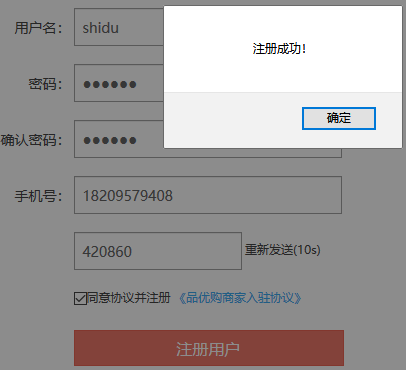 用户名： shidu
注册成功！
密码： ●●●●●●
确定
确认密码： ●●●●●●
手机号： 18209579408
420860 重新发送(10s)
同意协议并注册 《品优购商家入驻协议》
注册用户